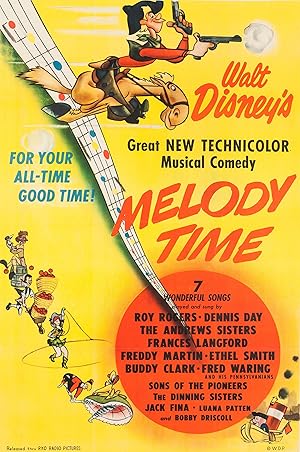 Walt
Disney's
Great NEW TECHNICOLOR
Musical Comedy
FOR YOUR
ALL-TIME
GOOD TIME!
MELODY
TIME
7
WONDERFUL SONGS
played and sung by
ROY ROGERS · DENNIS DAY
THE ANDREWS SISTERS
FRANCES LANGFORD
FREDDY MARTIN · ETHEL SMITH
BUDDY CLARK · FRED WARING
AND HIS PENNSYLVANIANS
SONS OF THE PIONEERS
THE DINNING SISTERS
JACK FINA · LUANA PATTEN
and BOBBY DRISCOLL
Released thru RKO RADIO PICTURES
© W.D.P.